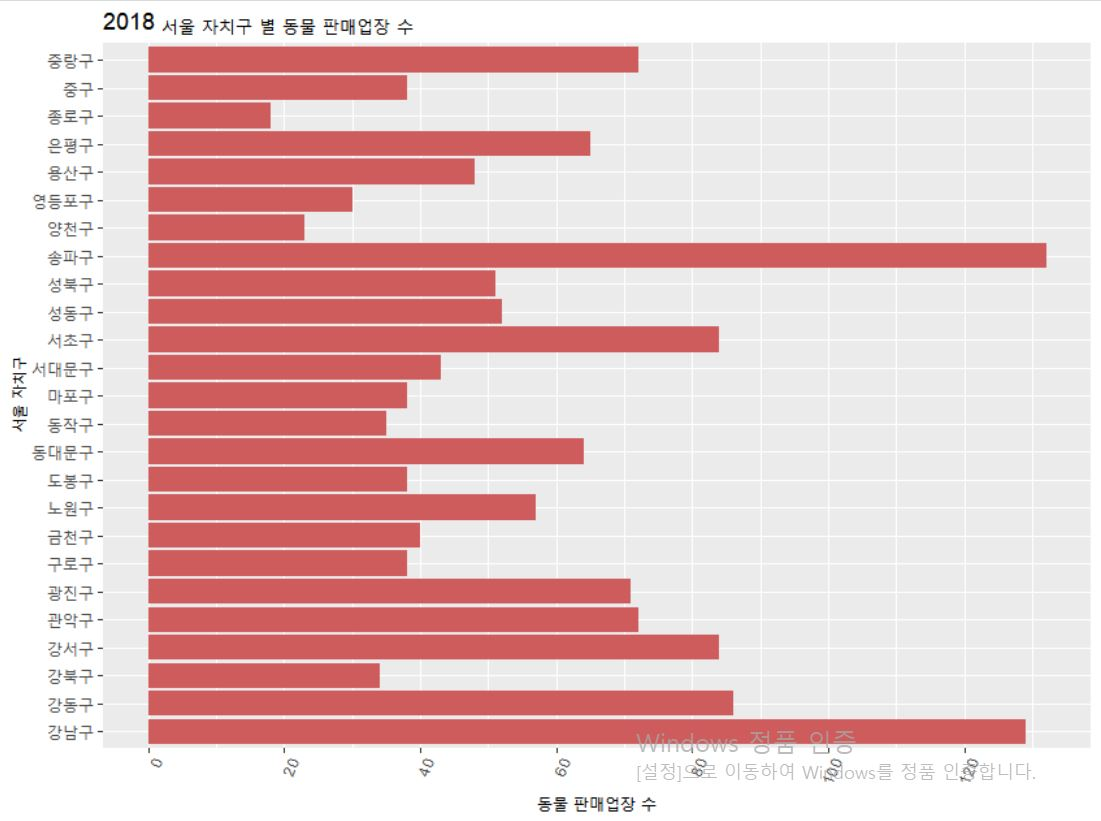 2018 서울 자치구 별 동물 판매업장 수
중랑구
중구
종로구
은평구
용산구
영등포구
양천구
송파구
성북구
성동구
서초구
서대문구
마포구
동작구
동대문구
도봉구
노원구
금천구
구로구
광진구
관악구
강서구
강북구
강동구
강남구
서울 자치구
0 20 40 60 80 100 120
동물 판매업장 수
Windows 정품 인증
[설정]으로 이동하여 Windows를 정품 인증합니다.